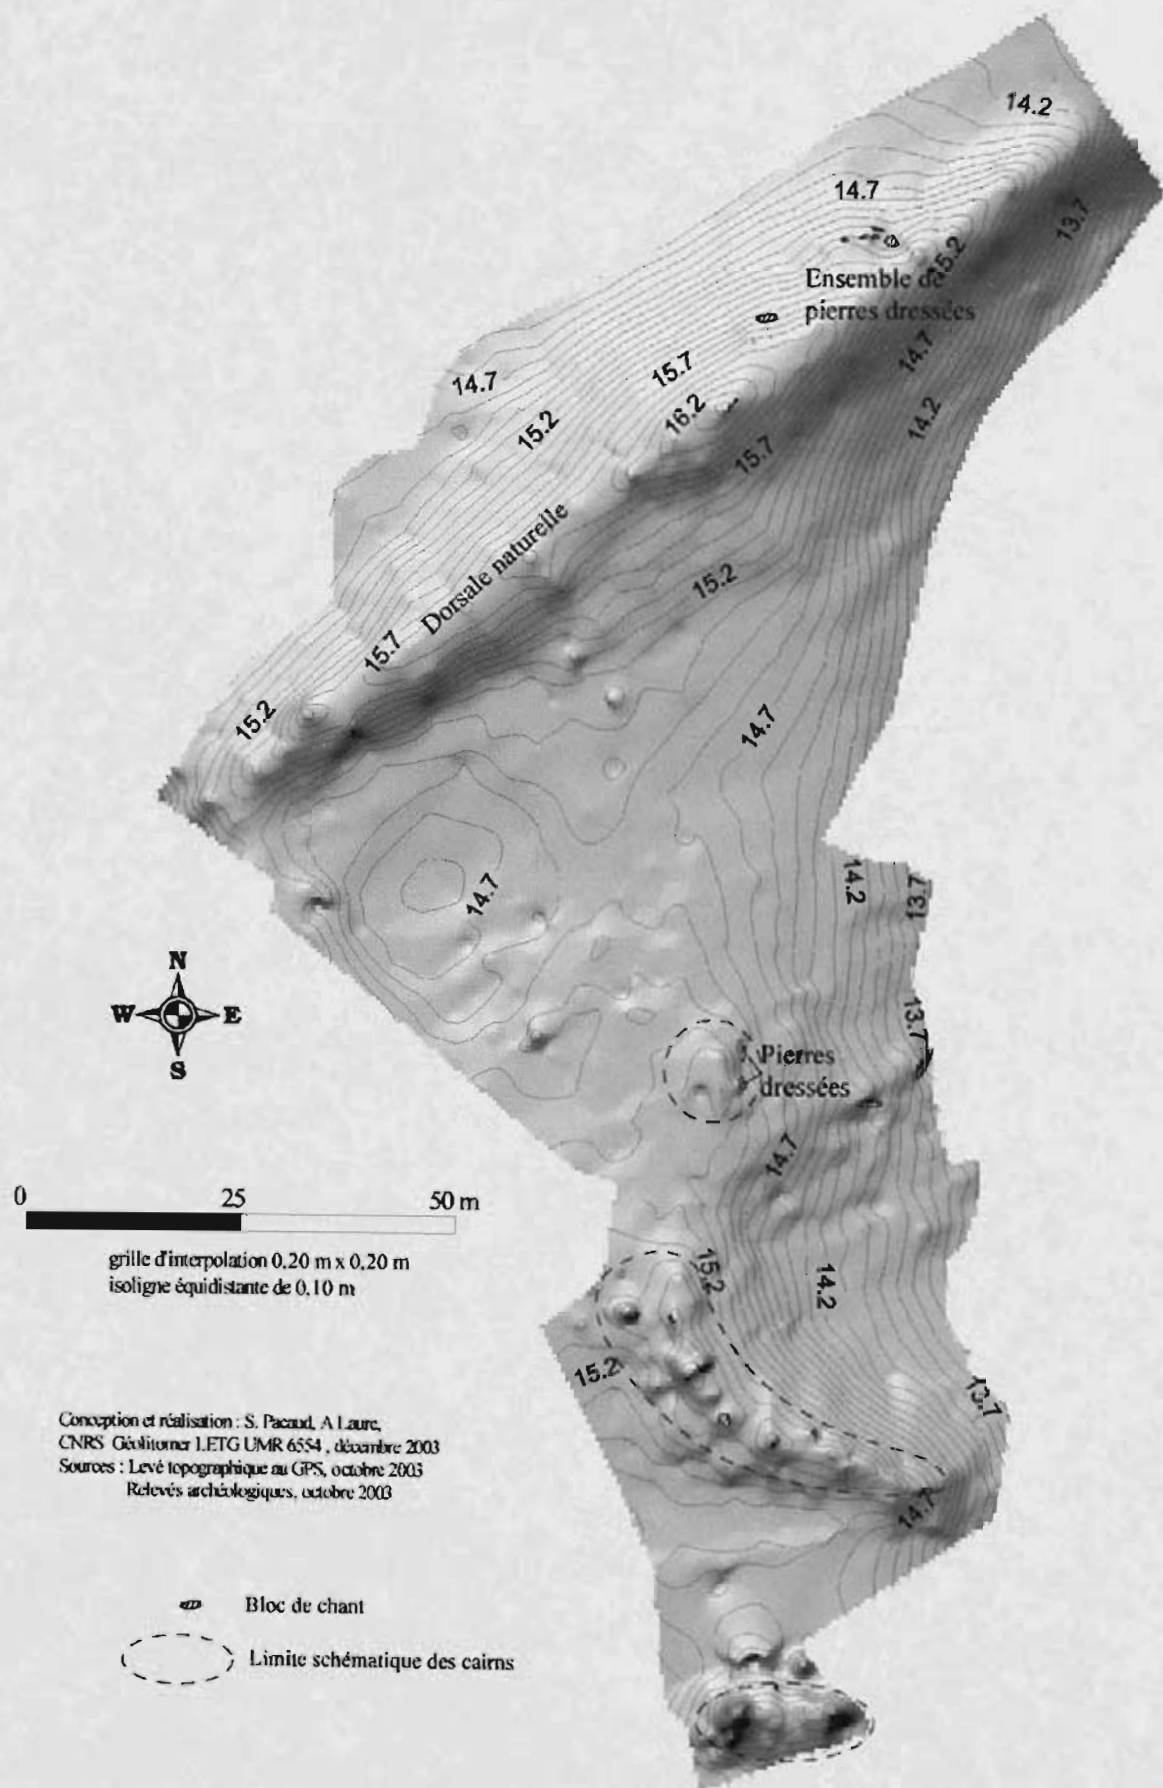 14.2
14.7
13.7
15.2
Ensemble de
pierres dressées
14.7
15.7
14.7
16.2
14.2
15.2
15.7
Dorsale naturelle
15.2
15.7
15.2
14.7
14.7
14.2
13.7
N
W E
S
13.7
Pierres
dressées
14.7
0 25 50 m
grille d'interpolation 0,20 m x 0,20 m
isoligne équidistante de 0,10 m
15.2
14.2
15.2
13.7
Conception et réalisation : S. Pacaud, A Laure,
CNRS Géolitomer LETG UMR 6554 , décembre 2003
Sources : Levé topographique au GPS, octobre 2003
Relevés archéologiques, octobre 2003
14.7
Bloc de chant
Limite schématique des cairns